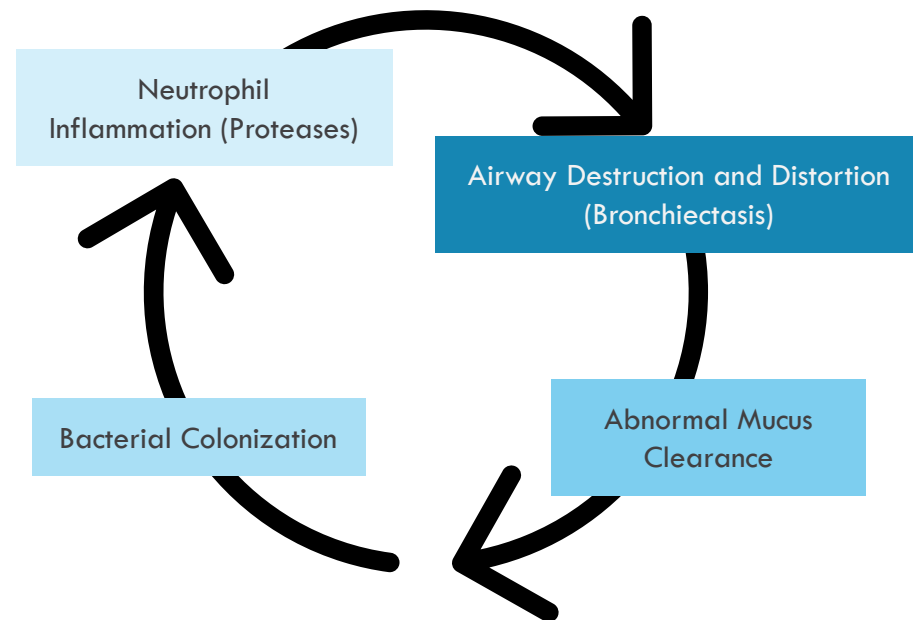 Neutrophil
Inflammation (Proteases)
Airway Destruction and Distortion
(Bronchiectasis)
Abnormal Mucus
Clearance
Bacterial Colonization